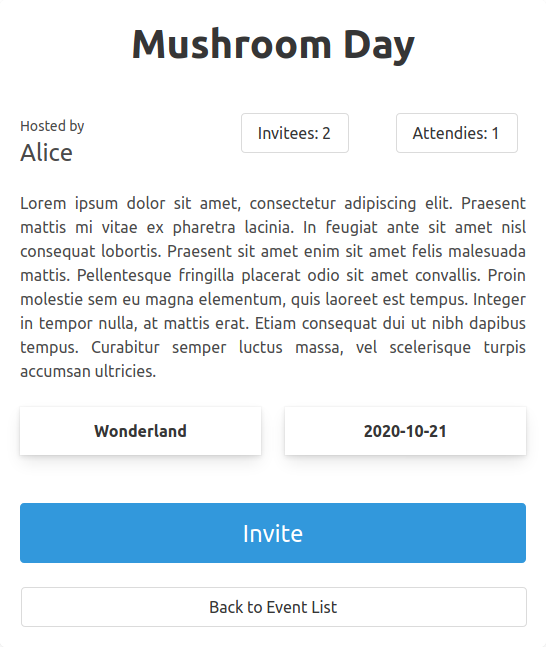 Mushroom Day
Hosted by
Alice
Invitees: 2
Attendies: 1
Lorem ipsum dolor sit amet, consectetur adipiscing elit. Praesent
mattis mi vitae ex pharetra lacinia. In feugiat ante sit amet nisl
consequat lobortis. Praesent sit amet enim sit amet felis malesuada
mattis. Pellentesque fringilla placerat odio sit amet convallis. Proin
molestie sem eu magna elementum, quis laoreet est tempus. Integer
in tempor nulla, at mattis erat. Etiam consequat dui ut nibh dapibus
tempus. Curabitur semper luctus massa, vel scelerisque turpis
accumsan ultricies.
Wonderland
2020-10-21
Invite
Back to Event List